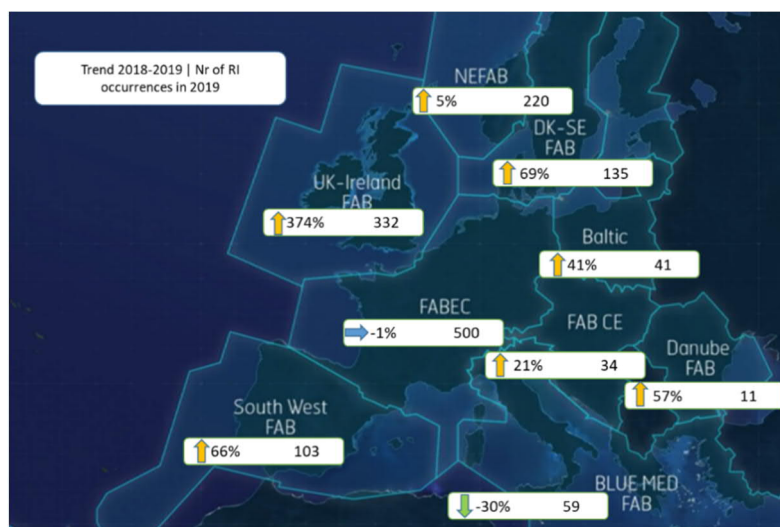 Trend 2018-2019 | Nr of RI
occurrences in 2019
NEFAB
5% 220
DK-SE
FAB
69% 135
UK-Ireland
FAB
374% 332
Baltic
41% 41
FABEC
-1% 500
FAB CE
21% 34
Danube
FAB
57% 11
South West
FAB
66% 103
BLUE MED
FAB
-30% 59